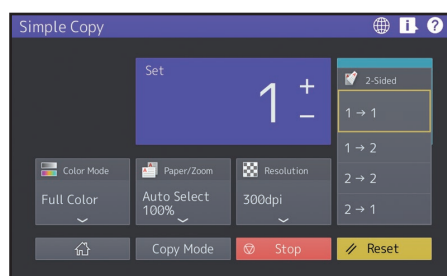 Simple Copy
i ?
Set
1 + -
2-Sided
1 → 1
1 → 2
2 → 2
2 → 1
Color Mode
Full Color
Paper/Zoom
Auto Select
100%
Resolution
300dpi
Copy Mode
Stop
Reset